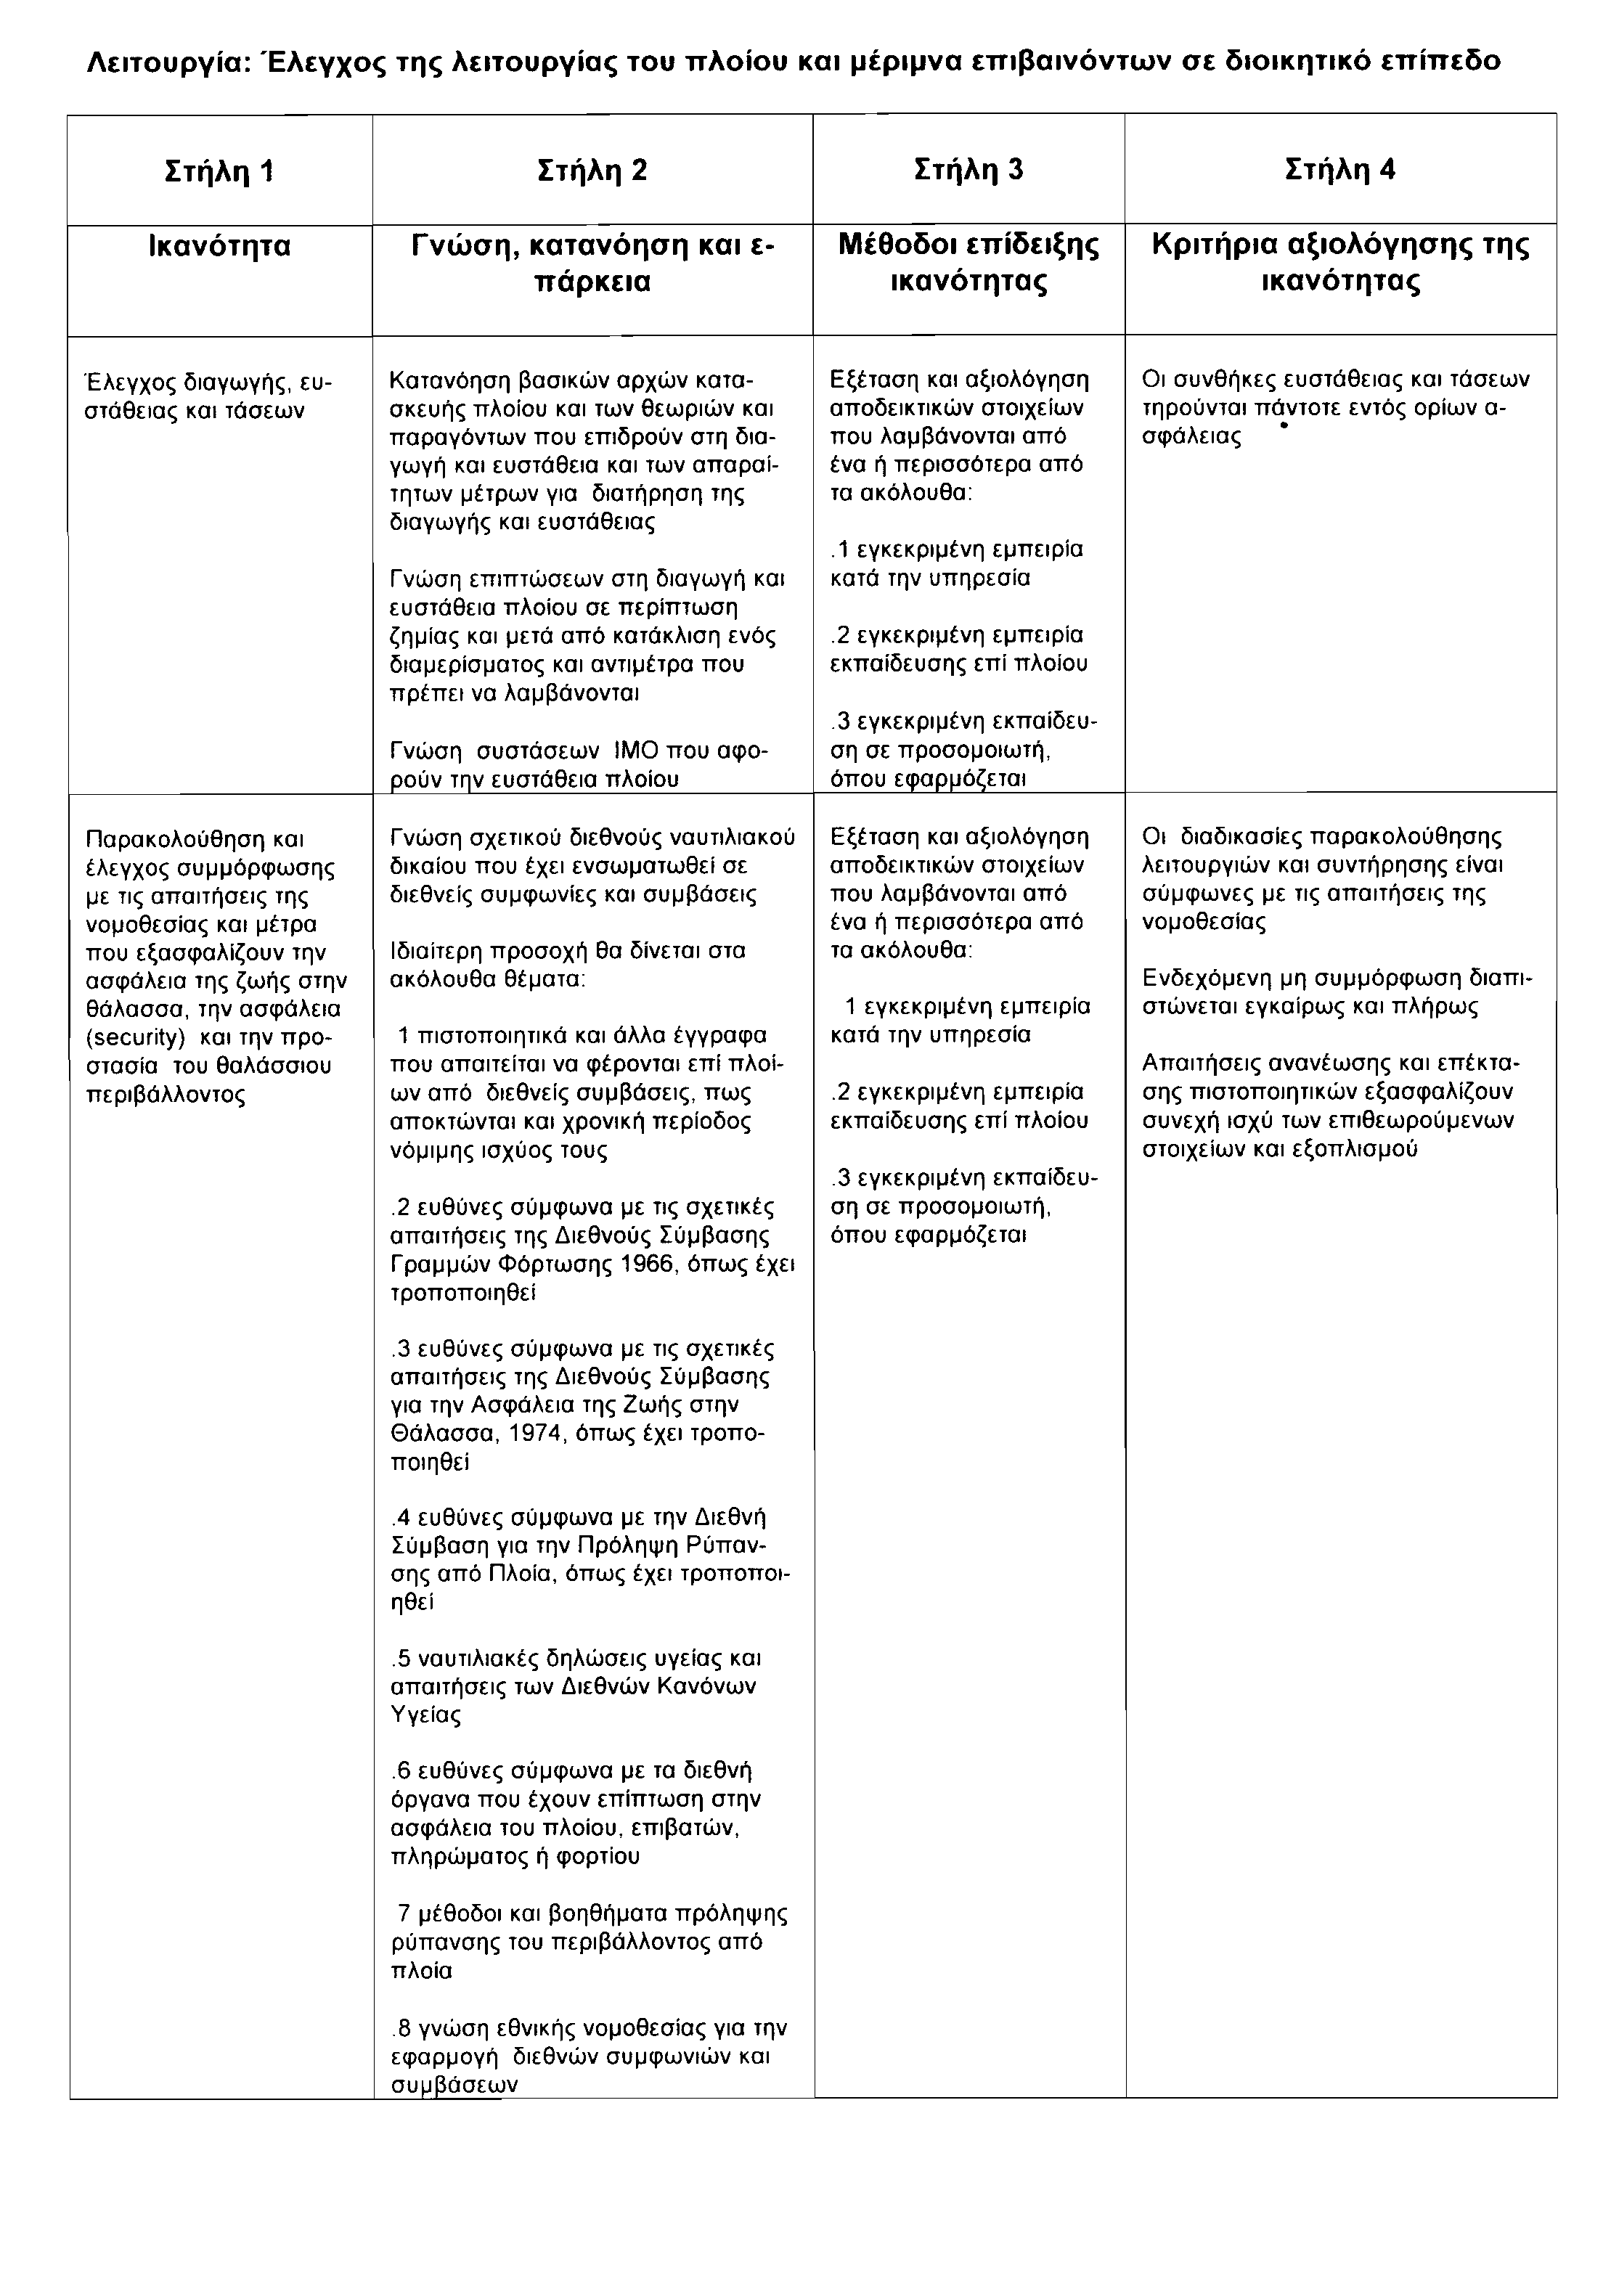 Λειτουργία: Έλεγχος της λειτουργίας του πλοίου και μέριμνα επιβαινόντων σε διοικητικό επίπεδο
Στήλη 1
Στήλη 2
Στήλη 3
Στήλη 4
Ικανότητα
Γνώση, κατανόηση και ε-
πάρκεια
Μέθοδοι επίδειξης
ικανότητας
Κριτήρια αξιολόγησης της
ικανότητας
Έλεγχος διαγωγής, ευ-
στάθειας και τάσεων
Κατανόηση βασικών αρχών κατα-
σκευής πλοίου και των θεωριών και
παραγόντων που επιδρούν στη δια-
γωγή και ευστάθεια και των απαραί-
τητων μέτρων για διατήρηση της
διαγωγής και ευστάθειας
Γνώση επιπτώσεων στη διαγωγή και
ευστάθεια πλοίου σε περίπτωση
ζημίας και μετά από κατάκλιση ενός
διαμερίσματος και αντιμέτρα που
πρέπει να λαμβάνονται
Γνώση συστάσεων ΙΜΟ που αφο-
ρούν την ευστάθεια πλοίου
Εξέταση και αξιολόγηση
αποδεικτικών στοιχείων
που λαμβάνονται από
ένα ή περισσότερα από
τα ακόλουθα:
.1 εγκεκριμένη εμπειρία
κατά την υπηρεσία
.2 εγκεκριμένη εμπειρία
εκπαίδευσης επί πλοίου
.3 εγκεκριμένη εκπαίδευ-
ση σε προσομοιωτή,
όπου εφαρμόζεται
Οι συνθήκες ευστάθειας και τάσεων
τηρούνται πάντοτε εντός ορίων α-
σφάλειας
Παρακολούθηση και
έλεγχος συμμόρφωσης
με τις απαιτήσεις της
νομοθεσίας και μέτρα
που εξασφαλίζουν την
ασφάλεια της ζωής στην
θάλασσα, την ασφάλεια
(security) και την προ-
στασία του θαλάσσιου
περιβάλλοντος
Γνώση σχετικού διεθνούς ναυτιλιακού
δικαίου που έχει ενσωματωθεί σε
διεθνείς συμφωνίες και συμβάσεις
Ιδιαίτερη προσοχή θα δίνεται στα
ακόλουθα θέματα:
1 πιστοποιητικά και άλλα έγγραφα
που απαιτείται να φέρονται επί πλοί-
ων από διεθνείς συμβάσεις, πως
αποκτώνται και χρονική περίοδος
νόμιμης ισχύος τους
.2 ευθύνες σύμφωνα με τις σχετικές
απαιτήσεις της Διεθνούς Σύμβασης
Γραμμών Φόρτωσης 1966, όπως έχει
τροποποιηθεί
.3 ευθύνες σύμφωνα με τις σχετικές
απαιτήσεις της Διεθνούς Σύμβασης
για την Ασφάλεια της Ζωής στην
Θάλασσα, 1974, όπως έχει τροπο-
ποιηθεί
.4 ευθύνες σύμφωνα με την Διεθνή
Σύμβαση για την Πρόληψη Ρύπαν-
σης από Πλοία, όπως έχει τροποποι-
ηθεί
.5 ναυτιλιακές δηλώσεις υγείας και
απαιτήσεις των Διεθνών Κανόνων
Υγείας
.6 ευθύνες σύμφωνα με τα διεθνή
όργανα που έχουν επίπτωση στην
ασφάλεια του πλοίου, επιβατών,
πληρώματος ή φορτίου
7 μέθοδοι και βοηθήματα πρόληψης
ρύπανσης του περιβάλλοντος από
πλοία
.8 γνώση εθνικής νομοθεσίας για την
εφαρμογή διεθνών συμφωνιών και
συμβάσεων
Εξέταση και αξιολόγηση
αποδεικτικών στοιχείων
που λαμβάνονται από
ένα ή περισσότερα από
τα ακόλουθα:
1 εγκεκριμένη εμπειρία
κατά την υπηρεσία
.2 εγκεκριμένη εμπειρία
εκπαίδευσης επί πλοίου
.3 εγκεκριμένη εκπαίδευ-
ση σε προσομοιωτή,
όπου εφαρμόζεται
Οι διαδικασίες παρακολούθησης
λειτουργιών και συντήρησης είναι
σύμφωνες με τις απαιτήσεις της
νομοθεσίας
Ενδεχόμενη μη συμμόρφωση διαπι-
στώνεται εγκαίρως και πλήρως
Απαιτήσεις ανανέωσης και επέκτα-
σης πιστοποιητικών εξασφαλίζουν
συνεχή ισχύ των επιθεωρούμενων
στοιχείων και εξοπλισμού